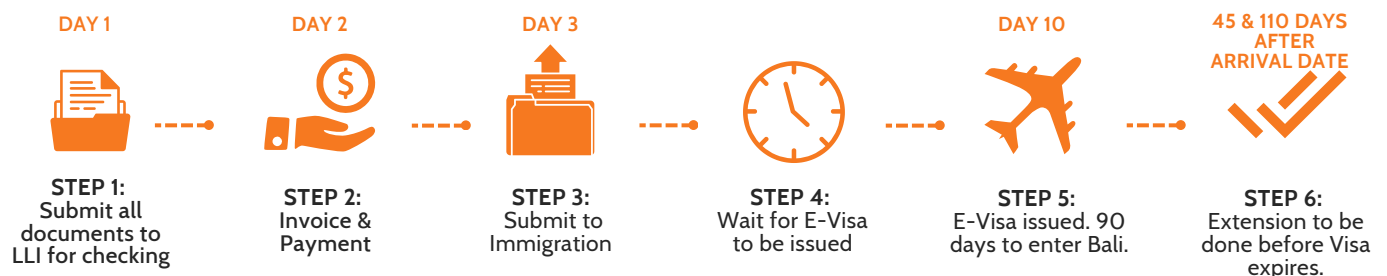 DAY 1
DAY 2
DAY 3
DAY 10
45 & 110 DAYS
AFTER
ARRIVAL DATE
$
STEP 1:
Submit all
documents to
LLI for checking
STEP 2:
Invoice &
Payment
STEP 3:
Submit to
Immigration
STEP 4:
Wait for E-Visa
to be issued
STEP 5:
E-Visa issued. 90
days to enter Bali.
STEP 6:
Extension to be
done before Visa
expires.